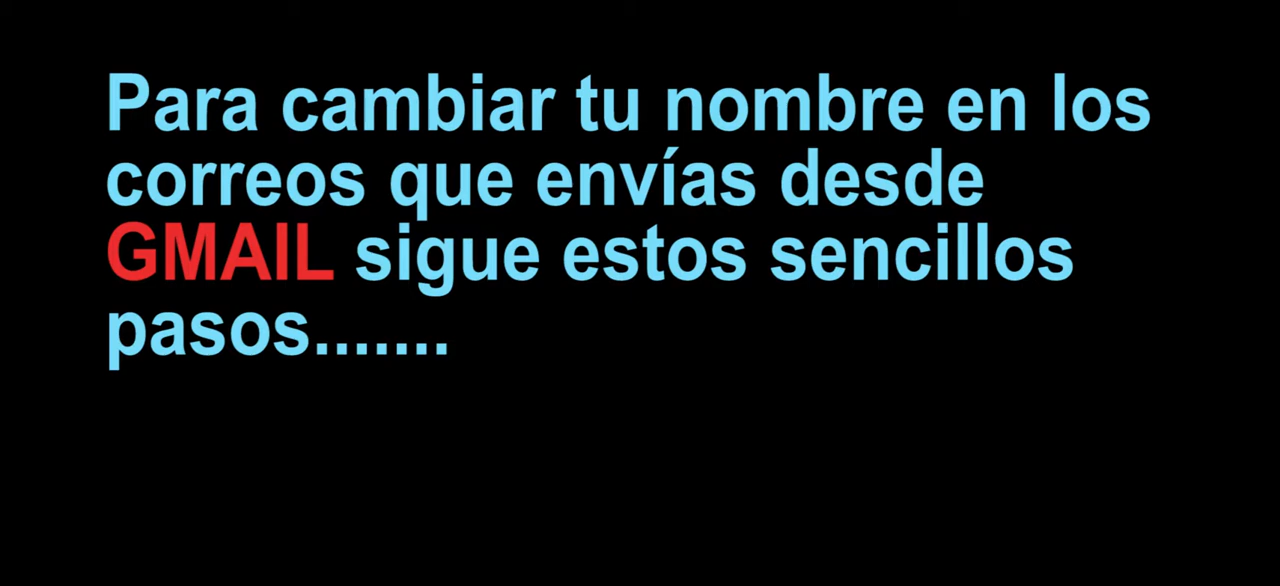 Para cambiar tu nombre en los
correos que envías desde
GMAIL sigue estos sencillos
pasos.......